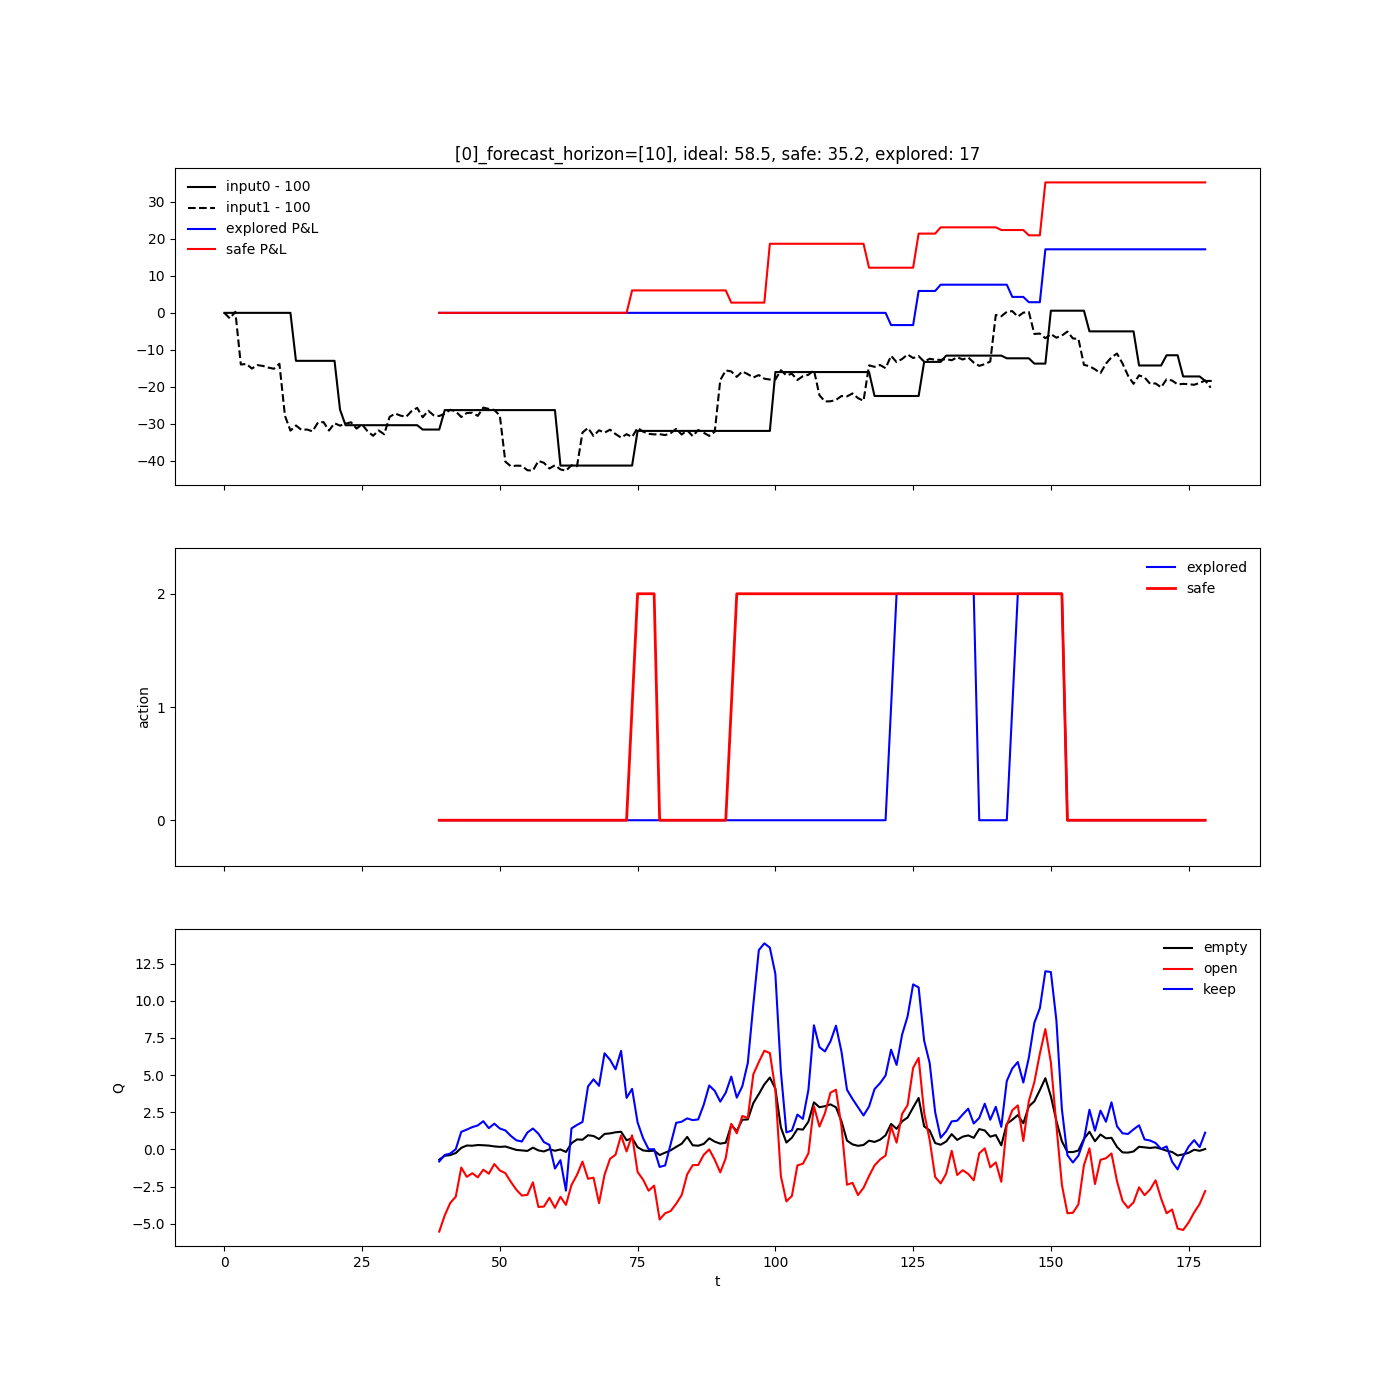 [0]_forecast_horizon=[10], ideal: 58.5, safe: 35.2, explored: 17
input0 - 100
input1 - 100
explored P&L
safe P&L
30
20
10
0
−10
−20
−30
−40
explored
safe
action
2
1
0
empty
open
keep
Q
12.5
10.0
7.5
5.0
2.5
0.0
−2.5
−5.0
0 25 50 75 100 125 150 175
t